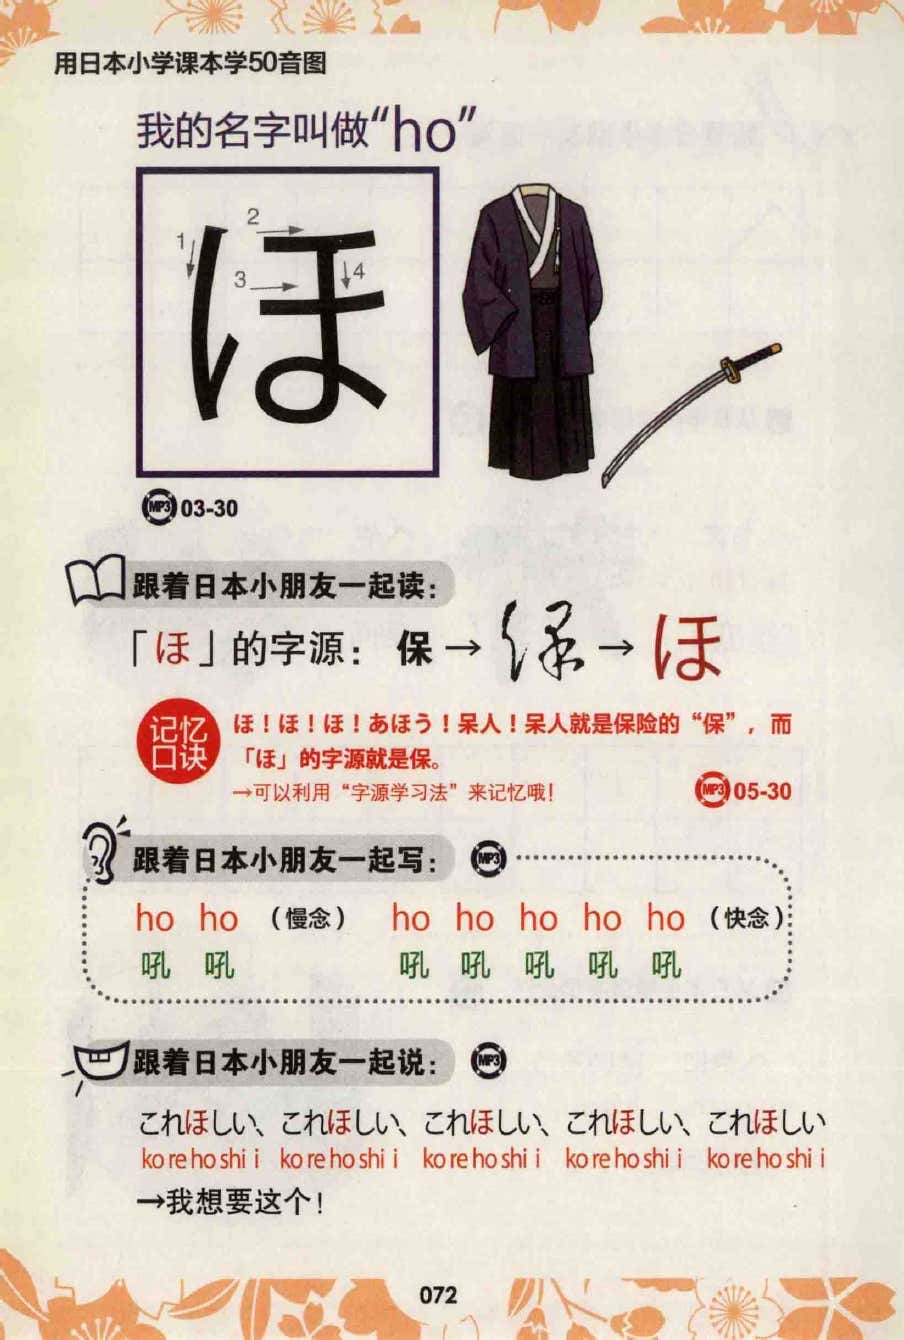 用日本小学课本学50音图
我的名字叫做“ho”
1
2
3
4
ほ
MP3 03-30
跟着日本小朋友一起读：
「ほ」的字源：保→保→ほ
记忆
口诀
ほ！ほ！ほ！あほう！呆人！呆人就是保险的“保”，而
「ほ」的字源就是保。
→可以利用“字源学习法”来记忆哦！
MP3 05-30
跟着日本小朋友一起写：
MP3
ho ho （慢念） ho ho ho ho ho （快念）
吼 吼 吼 吼 吼 吼 吼
跟着日本小朋友一起说：
MP3
これほしい、これほしい、これほしい、これほしい、これほしい
ko re ho shi i ko re ho shi i ko re ho shi i ko re ho shi i ko re ho shi i
→我想要这个！
072